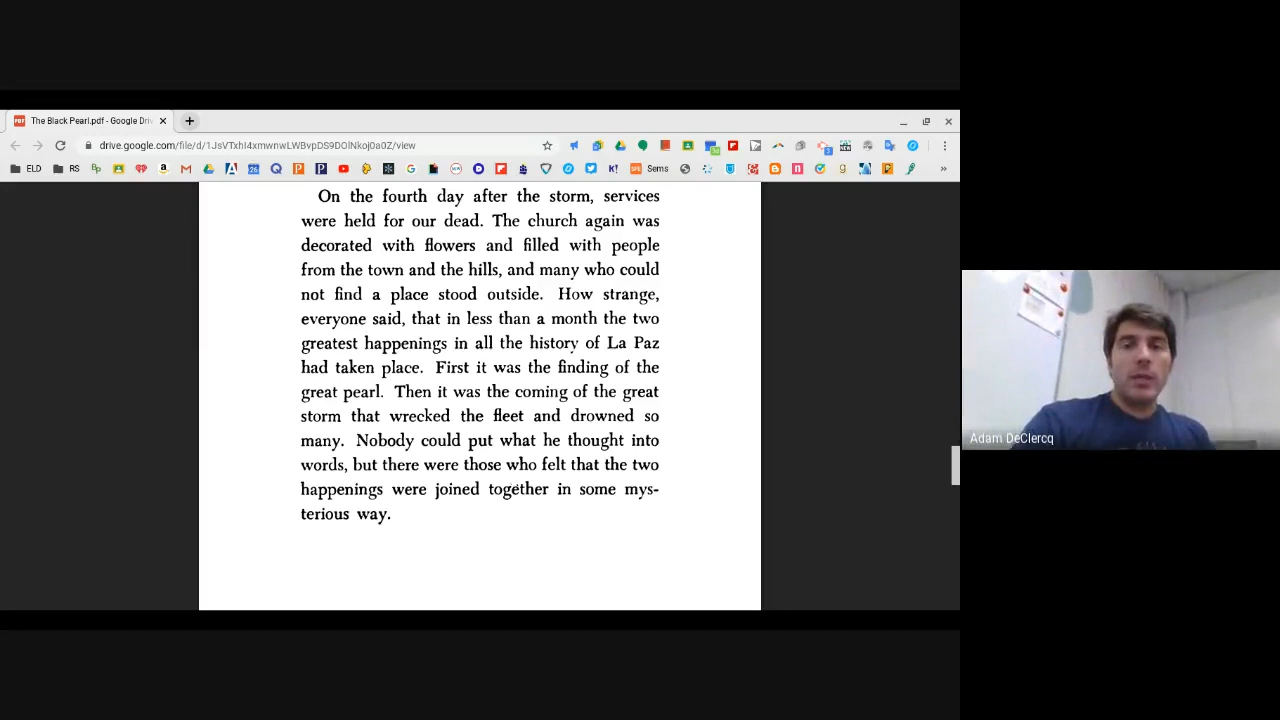 The Black Pearl.pdf - Google Driv
drive.google.com/file/d/1JsVTxhI4xmwnwLWBvpDS9DOlNkoj0a0Z/view
ELD RS Sems
On the fourth day after the storm, services
were held for our dead. The church again was
decorated with flowers and filled with people
from the town and the hills, and many who could
not find a place stood outside. How strange,
everyone said, that in less than a month the two
greatest happenings in all the history of La Paz
had taken place. First it was the finding of the
great pearl. Then it was the coming of the great
storm that wrecked the fleet and drowned so
many. Nobody could put what he thought into
words, but there were those who felt that the two
happenings were joined together in some mys-
terious way.
Adam DeClercq